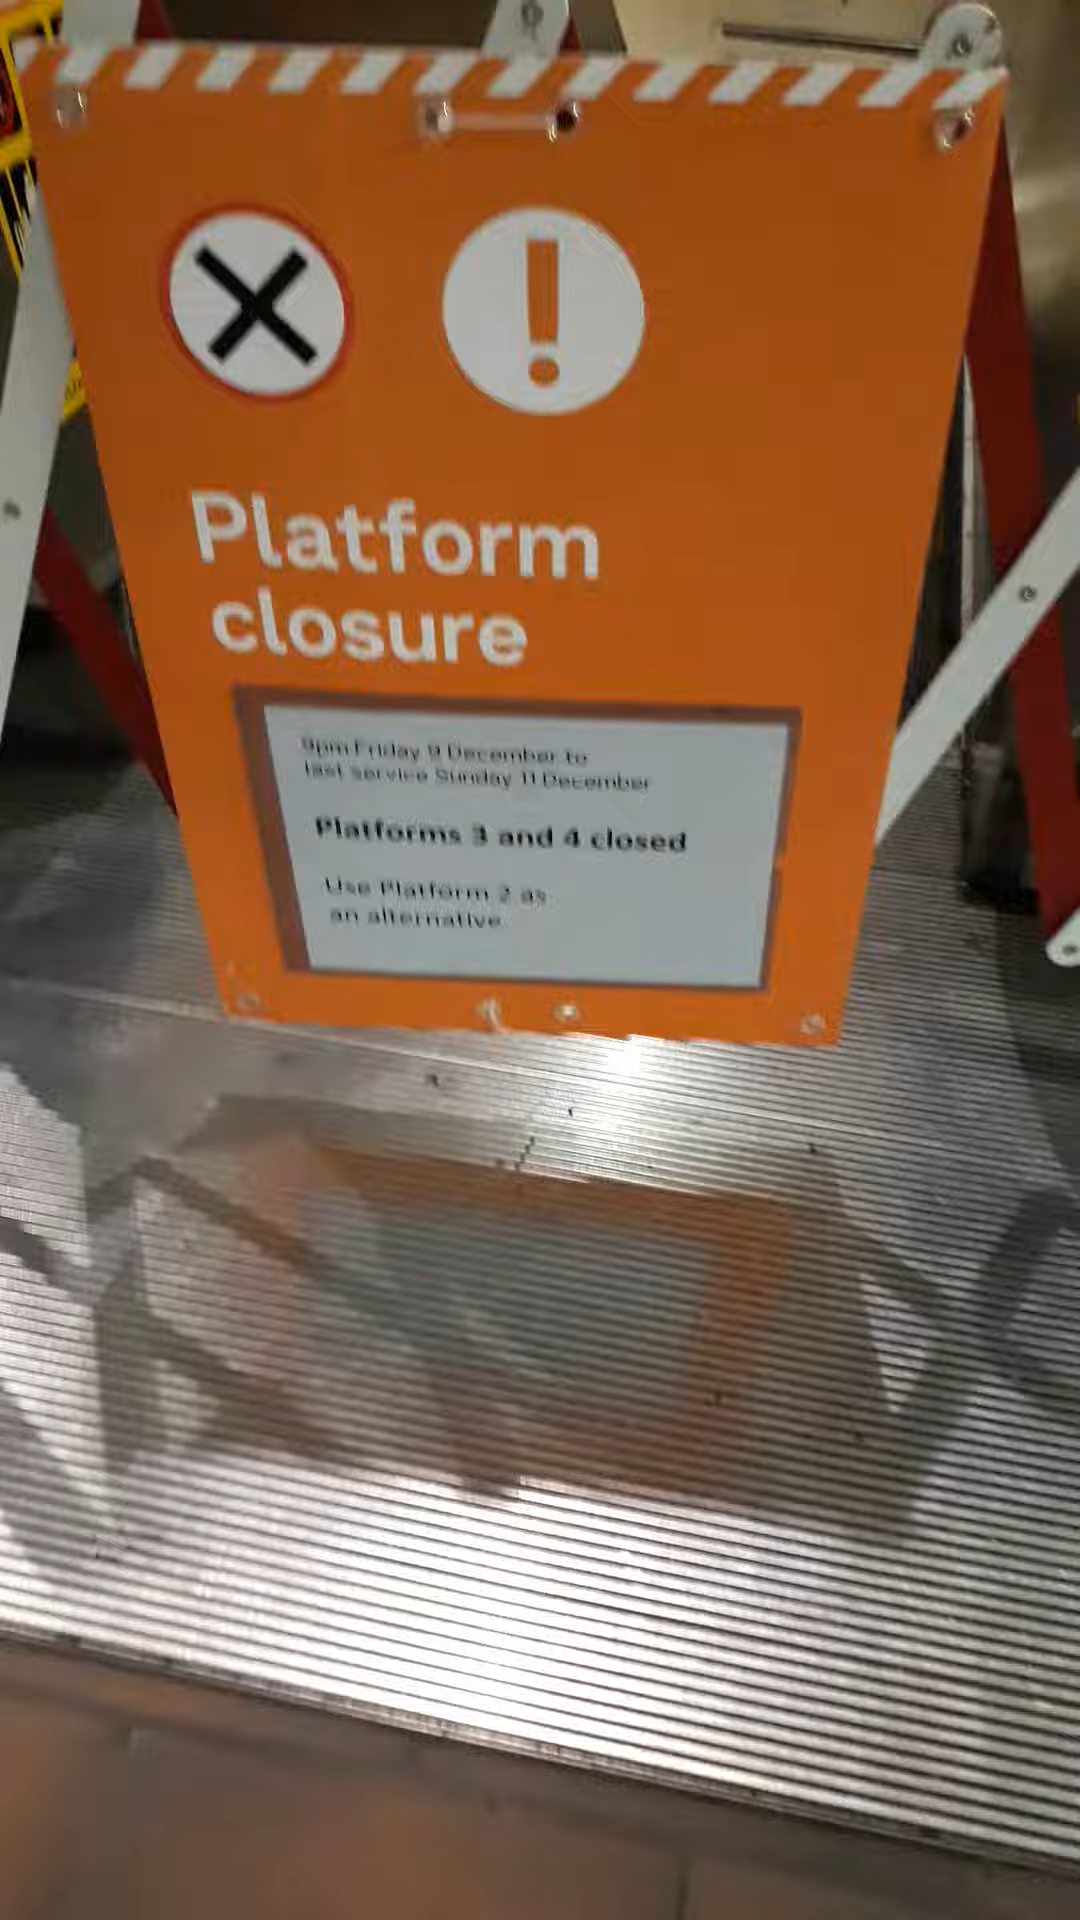 Platform
closure
9pm Friday 9 December to
last service Sunday 11 December
Platforms 3 and 4 closed
Use Platform 2 as
an alternative